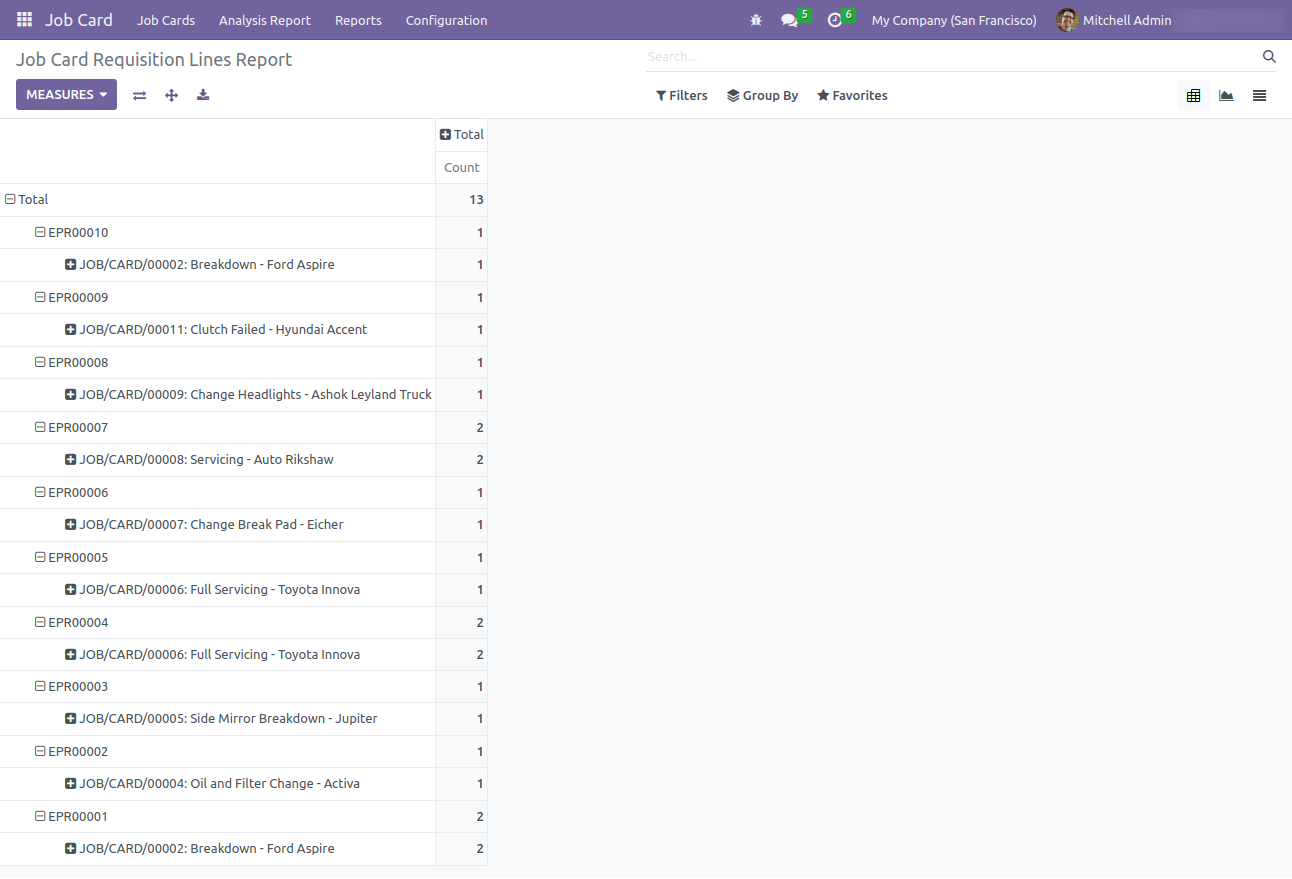 Job Card Job Cards Analysis Report Reports Configuration 5 6 My Company (San Francisco) Mitchell Admin
Job Card Requisition Lines Report Search...
MEASURES Filters Group By Favorites
Total
Count
Total 13
EPR00010 1
JOB/CARD/00002: Breakdown - Ford Aspire 1
EPR00009 1
JOB/CARD/00011: Clutch Failed - Hyundai Accent 1
EPR00008 1
JOB/CARD/00009: Change Headlights - Ashok Leyland Truck 1
EPR00007 2
JOB/CARD/00008: Servicing - Auto Rikshaw 2
EPR00006 1
JOB/CARD/00007: Change Break Pad - Eicher 1
EPR00005 1
JOB/CARD/00006: Full Servicing - Toyota Innova 1
EPR00004 2
JOB/CARD/00006: Full Servicing - Toyota Innova 2
EPR00003 1
JOB/CARD/00005: Side Mirror Breakdown - Jupiter 1
EPR00002 1
JOB/CARD/00004: Oil and Filter Change - Activa 1
EPR00001 2
JOB/CARD/00002: Breakdown - Ford Aspire 2